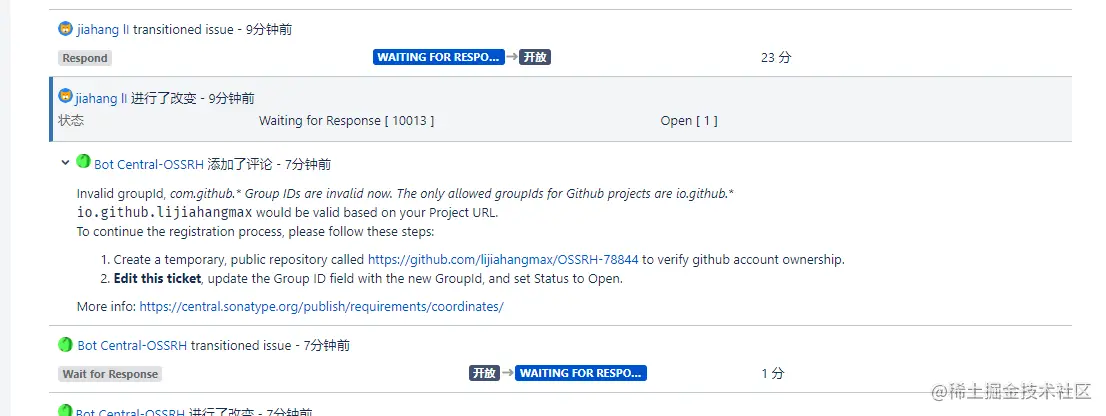 jiahang lI transitioned issue - 9分钟前
Respond WAITING FOR RESPO... → 开放 23 分
jiahang lI 进行了改变 - 9分钟前
状态 Waiting for Response [ 10013 ] Open [ 1 ]
Bot Central-OSSRH 添加了评论 - 7分钟前
Invalid groupId, com.github.* Group IDs are invalid now. The only allowed groupIds for Github projects are io.github.*
io.github.lijiahangmax would be valid based on your Project URL.
To continue the registration process, please follow these steps:
1. Create a temporary, public repository called https://github.com/lijiahangmax/OSSRH-78844 to verify github account ownership.
2. Edit this ticket, update the Group ID field with the new GroupId, and set Status to Open.
More info: https://central.sonatype.org/publish/requirements/coordinates/
Bot Central-OSSRH transitioned issue - 7分钟前
Wait for Response 开放 → WAITING FOR RESPO... 1 分
Bot Central-OSSRH 进行了改变 - 7分钟前
@稀土掘金技术社区